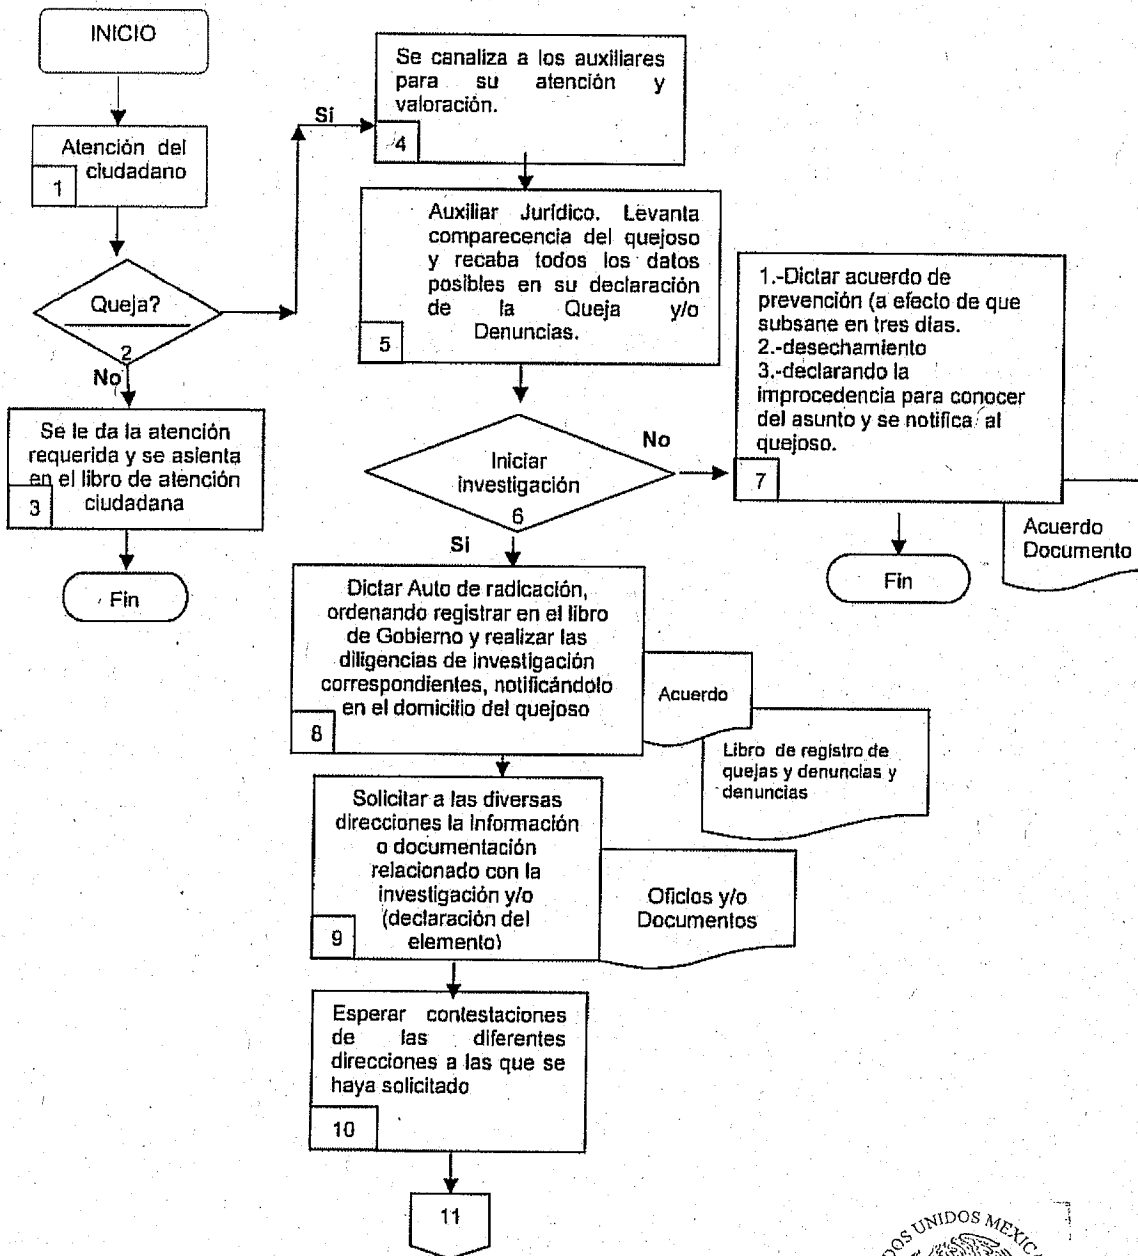 INICIO
Atención del
ciudadano
1
Queja?
2
No
Si
Se le da la atención
requerida y se asienta
en el libro de atención
ciudadana
3
Fin
Se canaliza a los auxiliares
para su atención y
valoración.
4
Auxiliar Jurídico. Levanta
comparecencia del quejoso
y recaba todos los datos
posibles en su declaración
de la Queja y/o
Denuncias.
5
Iniciar
investigación
6
No
Si
1.-Dictar acuerdo de
prevención (a efecto de que
subsane en tres días.
2.-desechamiento
3.-declarando la
improcedencia para conocer
del asunto y se notifica al
quejoso.
7
Acuerdo
Documento
Fin
Dictar Auto de radicación,
ordenando registrar en el libro
de Gobierno y realizar las
diligencias de investigación
correspondientes, notificándolo
en el domicilio del quejoso
8
Acuerdo
Libro de registro de
quejas y denuncias y
denuncias
Solicitar a las diversas
direcciones la información
o documentación
relacionado con la
investigación y/o
(declaración del
elemento)
9
Oficios y/o
Documentos
Esperar contestaciones
de las diferentes
direcciones a las que se
haya solicitado
10
11
UNIDOS